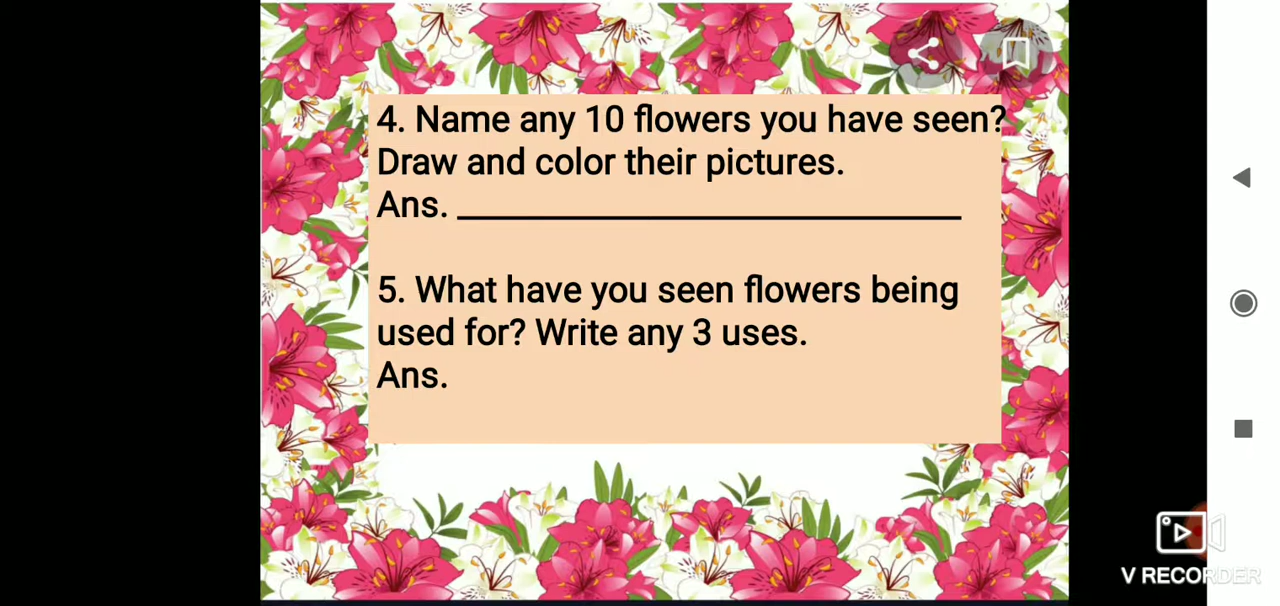 4. Name any 10 flowers you have seen?
Draw and color their pictures.
Ans. ______________________________
5. What have you seen flowers being
used for? Write any 3 uses.
Ans.
V RECORDER